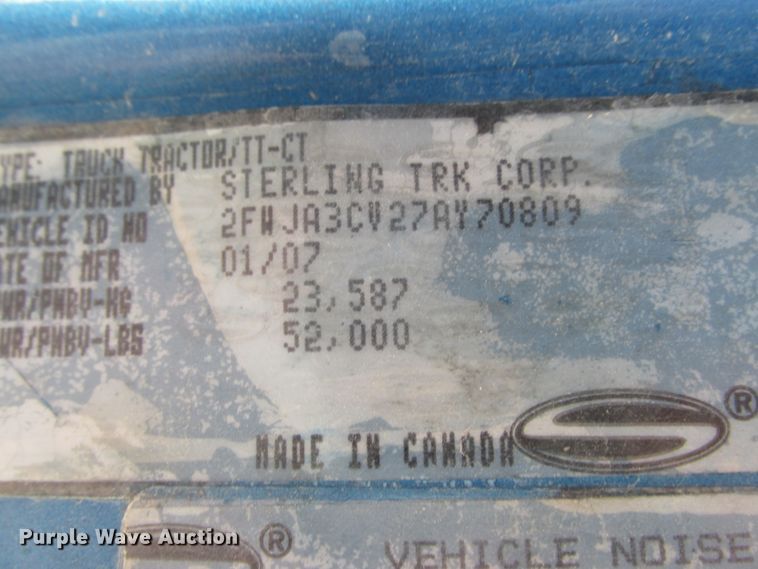 YPE: TRUCK TRACTOR/TT-CT
MANUFACTURED BY STERLING TRK CORP.
EHICLE ID NO 2FWJA3CV27AY70809
ATE OF MFR 01/07
WR/PNBV-KG 23,587
WR/PNBV-LBS 52,000
MADE IN CANADA ®
® VEHICLE NOISE
Purple Wave Auction